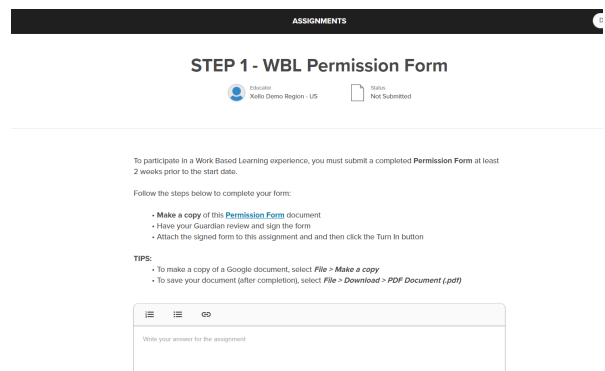 ASSIGNMENTS
D
STEP 1 - WBL Permission Form
Educator
Xello Demo Region - US
Status
Not Submitted
To participate in a Work Based Learning experience, you must submit a completed Permission Form at least
2 weeks prior to the start date.
Follow the steps below to complete your form:
• Make a copy of this Permission Form document
• Have your Guardian review and sign the form
• Attach the signed form to this assignment and and then click the Turn In button
TIPS:
• To make a copy of a Google document, select File > Make a copy
• To save your document (after completion), select File > Download > PDF Document (.pdf)
Write your answer for the assignment